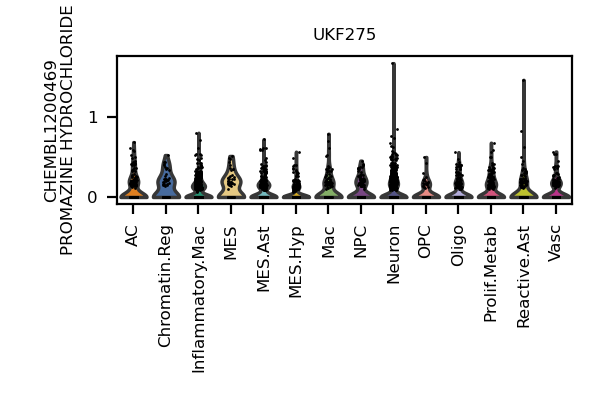 UKF275
CHEMBL1200469
PROMAZINE HYDROCHLORIDE
1
0
AC
Chromatin.Reg
Inflammatory.Mac
MES
MES.Ast
MES.Hyp
Mac
NPC
Neuron
OPC
Oligo
Prolif.Metab
Reactive.Ast
Vasc